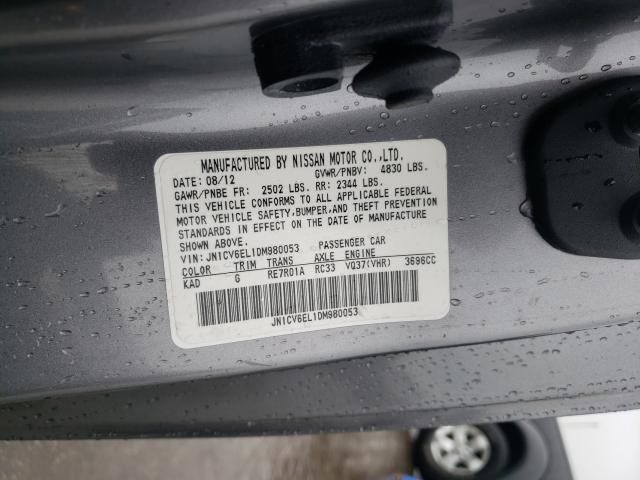 MANUFACTURED BY NISSAN MOTOR CO.,LTD.
DATE: 08/12 GVWR/PNBV: 4830 LBS.
GAWR/PNBE FR: 2502 LBS. RR: 2344 LBS.
THIS VEHICLE CONFORMS TO ALL APPLICABLE FEDERAL
MOTOR VEHICLE SAFETY,BUMPER,AND THEFT PREVENTION
STANDARDS IN EFFECT ON THE DATE OF MANUFACTURE
SHOWN ABOVE.
VIN: JN1CV6EL1DM980053 PASSENGER CAR
COLOR TRIM TRANS AXLE ENGINE
KAD G RE7R01A RC33 VQ37(VHR) 3696CC
JN1CV6EL1DM980053